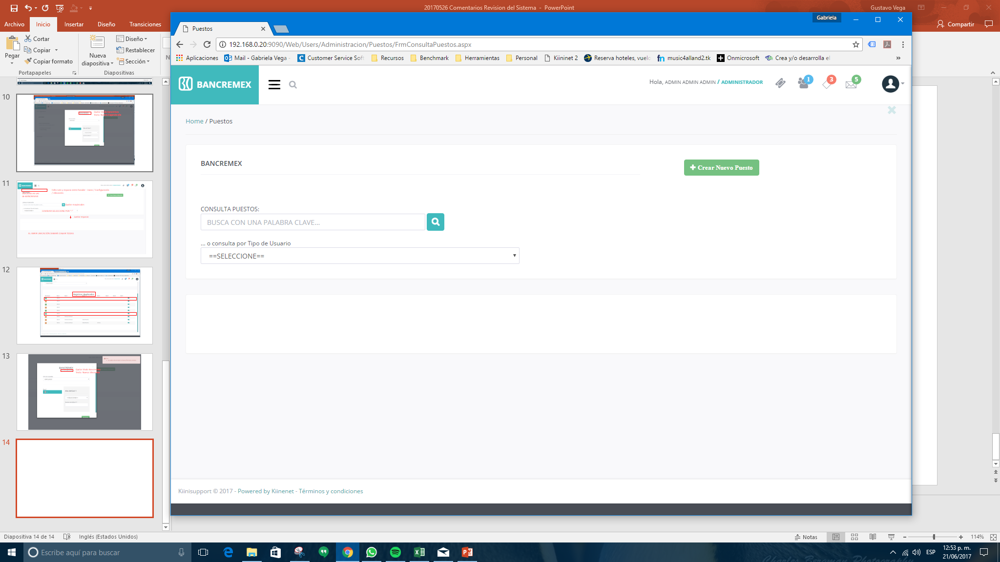 20170526 Comentarios Revision del Sistema - PowerPoint
Gustavo Vega
Archivo
Inicio
Insertar
Diseño
Transiciones
Compartir
Pegar
Cortar
Copiar
Copiar formato
Portapapeles
Nueva diapositiva
Diseño
Restablecer
Sección
Diapositivas
N
Gabriela
Puestos
192.168.0.20:9090/Web/Users/Administracion/Puestos/FrmConsultaPuestos.aspx
Aplicaciones
Mail - Gabriela Vega -
Customer Service Soft
Recursos
Benchmark
Herramientas
Personal
Kiininet 2
Reserva hoteles, vuelo
music4alland2.tk
Onmicrosoft
Crea y/o desarrolla el
»
BANCREMEX
Hola, ADMIN ADMIN ADMIN / ADMINISTRADOR
1
3
5
Home / Puestos
BANCREMEX
Crear Nuevo Puesto
CONSULTA PUESTOS:
BUSCA CON UNA PALABRA CLAVE...
... o consulta por Tipo de Usuario
==SELECCIONE==
Kiinisupport © 2017 - Powered by Kiinenet - Términos y condiciones
10
11
BANCREMEX
12
BANCREMEX
Registros duplicados
13
BANCREMEX
14
Diapositiva 14 de 14
Inglés (Estados Unidos)
Notas
114%
Escribe aquí para buscar
ESP
12:53 p. m.
21/06/2017